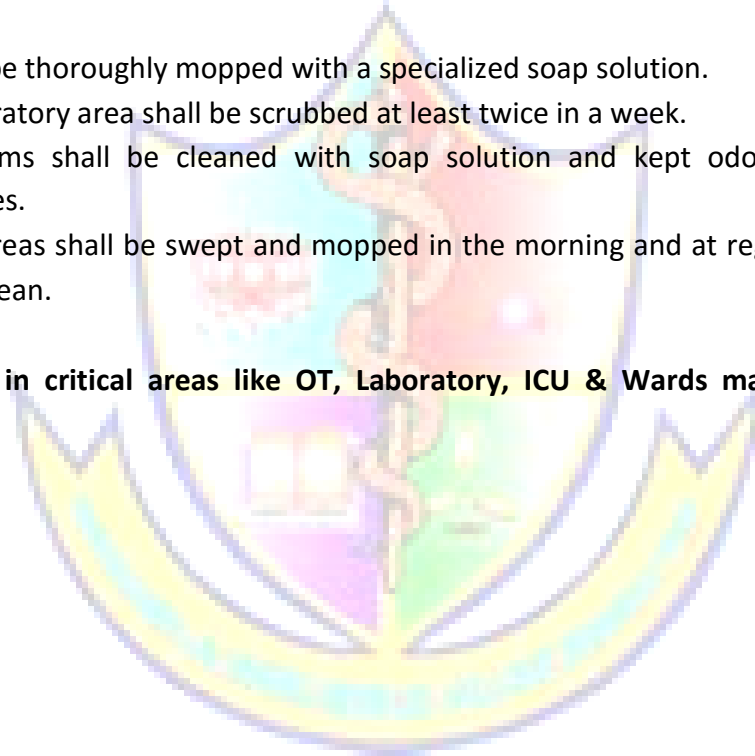 be thoroughly mopped with a specialized soap solution.
ratory area shall be scrubbed at least twice in a week.
ms shall be cleaned with soap solution and kept odo
es.
reas shall be swept and mopped in the morning and at re
ean.
in critical areas like OT, Laboratory, ICU & Wards ma